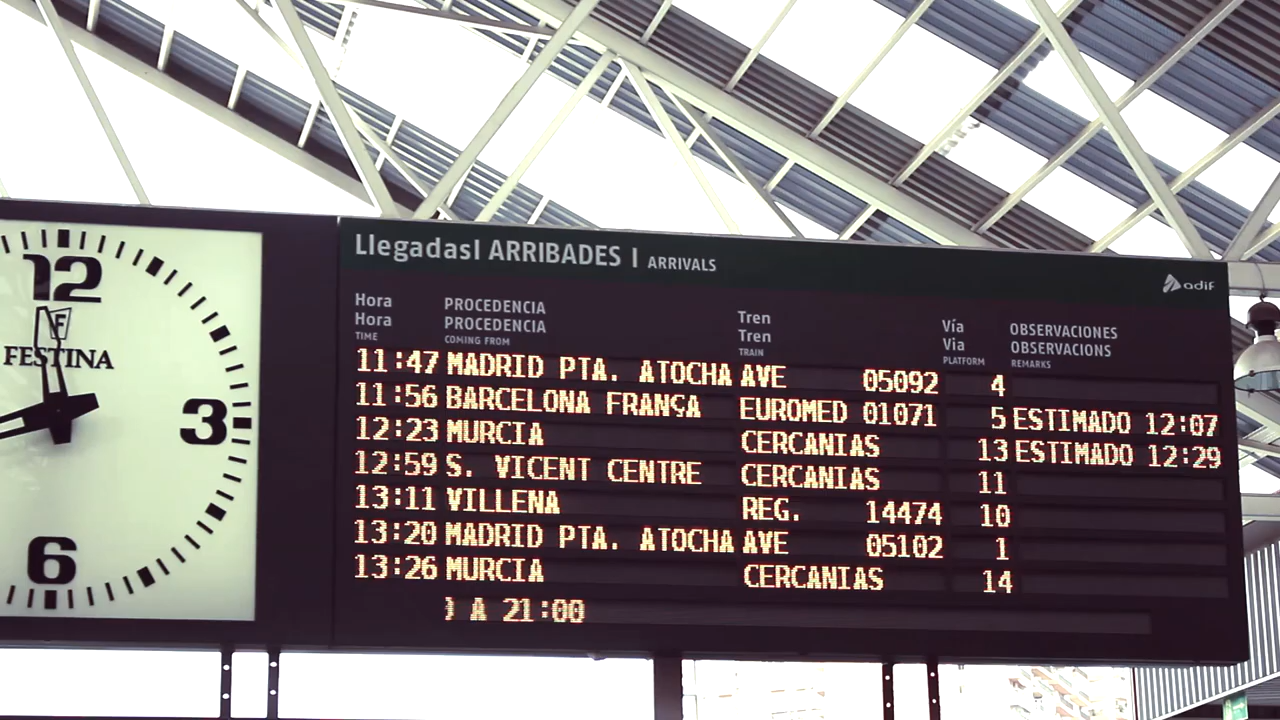 12
F
FESTINA
3
6
Llegadas| ARRIBADES | ARRIVALS
adif
Hora PROCEDENCIA Tren Vía OBSERVACIONES
Hora PROCEDENCIA Tren Via OBSERVACIONS
TIME COMING FROM TRAIN PLATFORM REMARKS
11:47 MADRID PTA. ATOCHA AVE 05092 4
11:56 BARCELONA FRANÇA EUROMED 01071 5 ESTIMADO 12:07
12:23 MURCIA CERCANIAS 13 ESTIMADO 12:29
12:59 S. VICENT CENTRE CERCANIAS 11
13:11 VILLENA REG. 14474 10
13:20 MADRID PTA. ATOCHA AVE 05102 1
13:26 MURCIA CERCANIAS 14
A 21:00